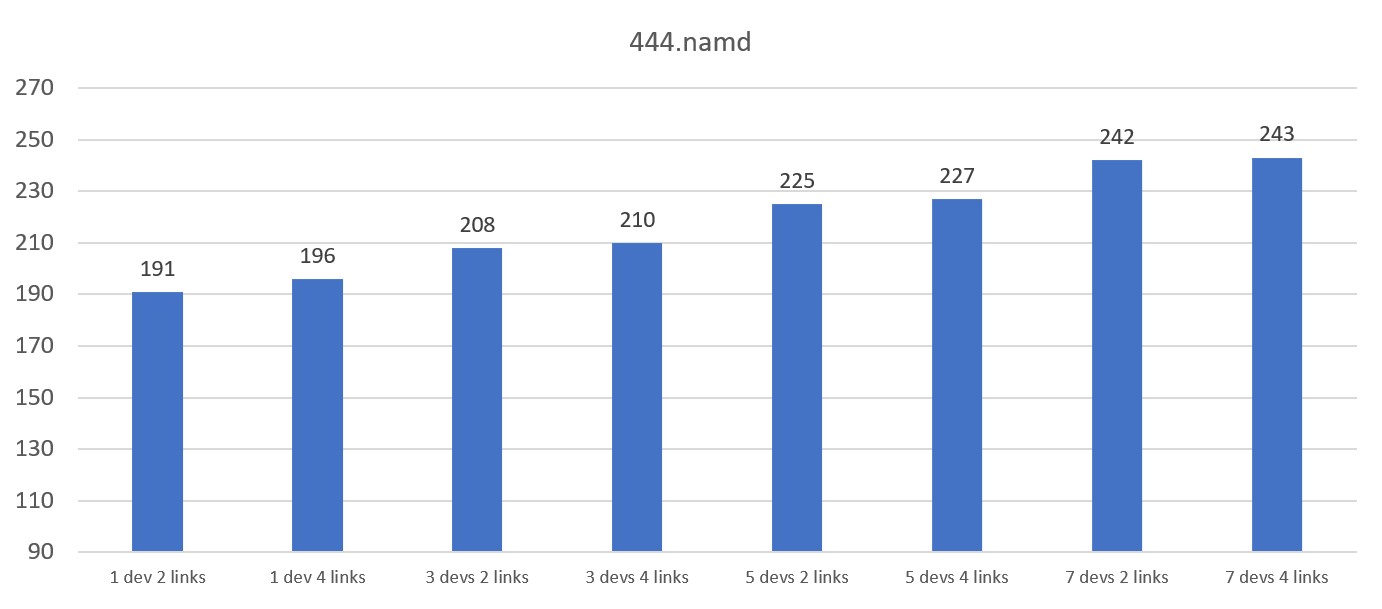 444.namd
270
250
230
210
190
170
150
130
110
90
191
196
208
210
225
227
242
243
1 dev 2 links
1 dev 4 links
3 devs 2 links
3 devs 4 links
5 devs 2 links
5 devs 4 links
7 devs 2 links
7 devs 4 links